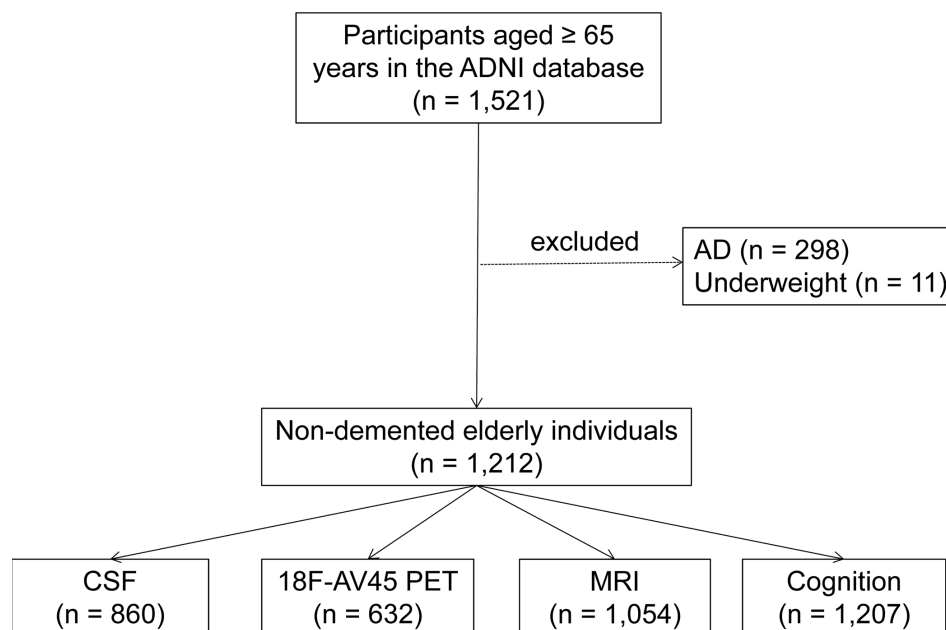 Participants aged ≥ 65
years in the ADNI database
(n = 1,521)
excluded
AD (n = 298)
Underweight (n = 11)
Non-demented elderly individuals
(n = 1,212)
CSF
(n = 860)
18F-AV45 PET
(n = 632)
MRI
(n = 1,054)
Cognition
(n = 1,207)